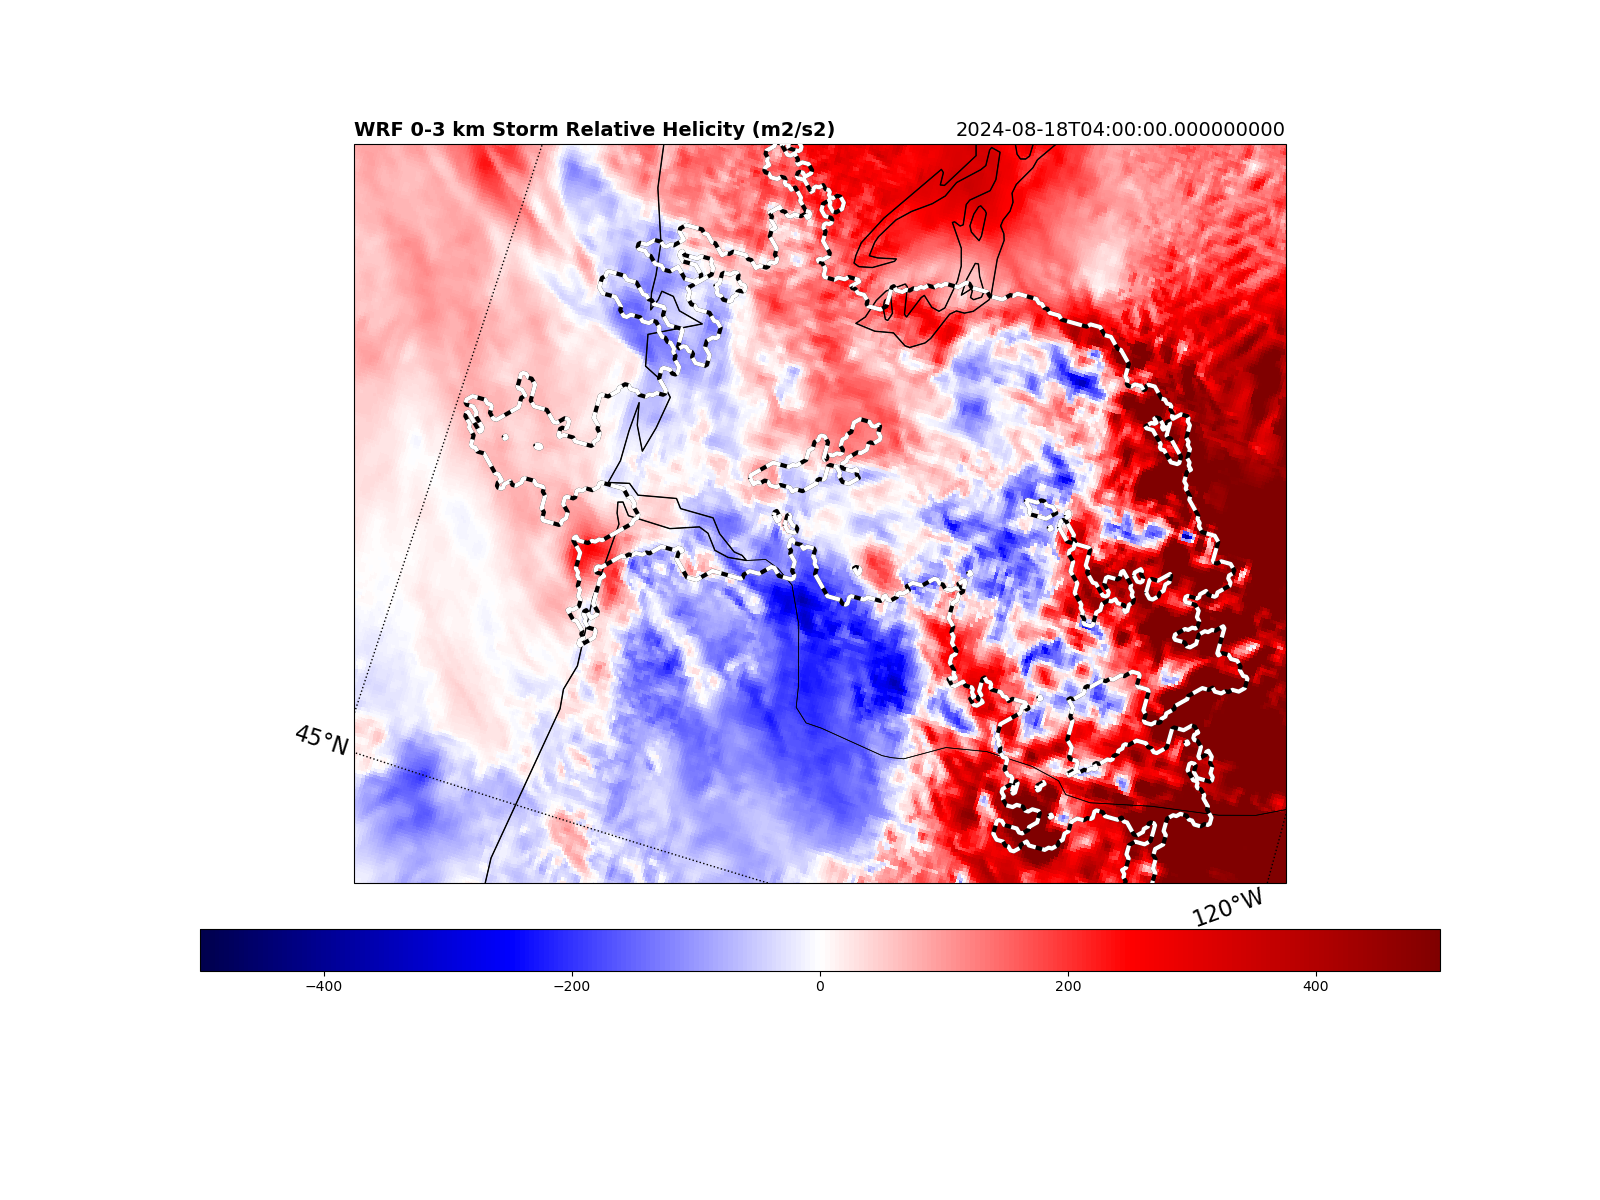 WRF 0-3 km Storm Relative Helicity (m2/s2) 2024-08-18T04:00:00.000000000
45°N
120°W
−400 −200 0 200 400